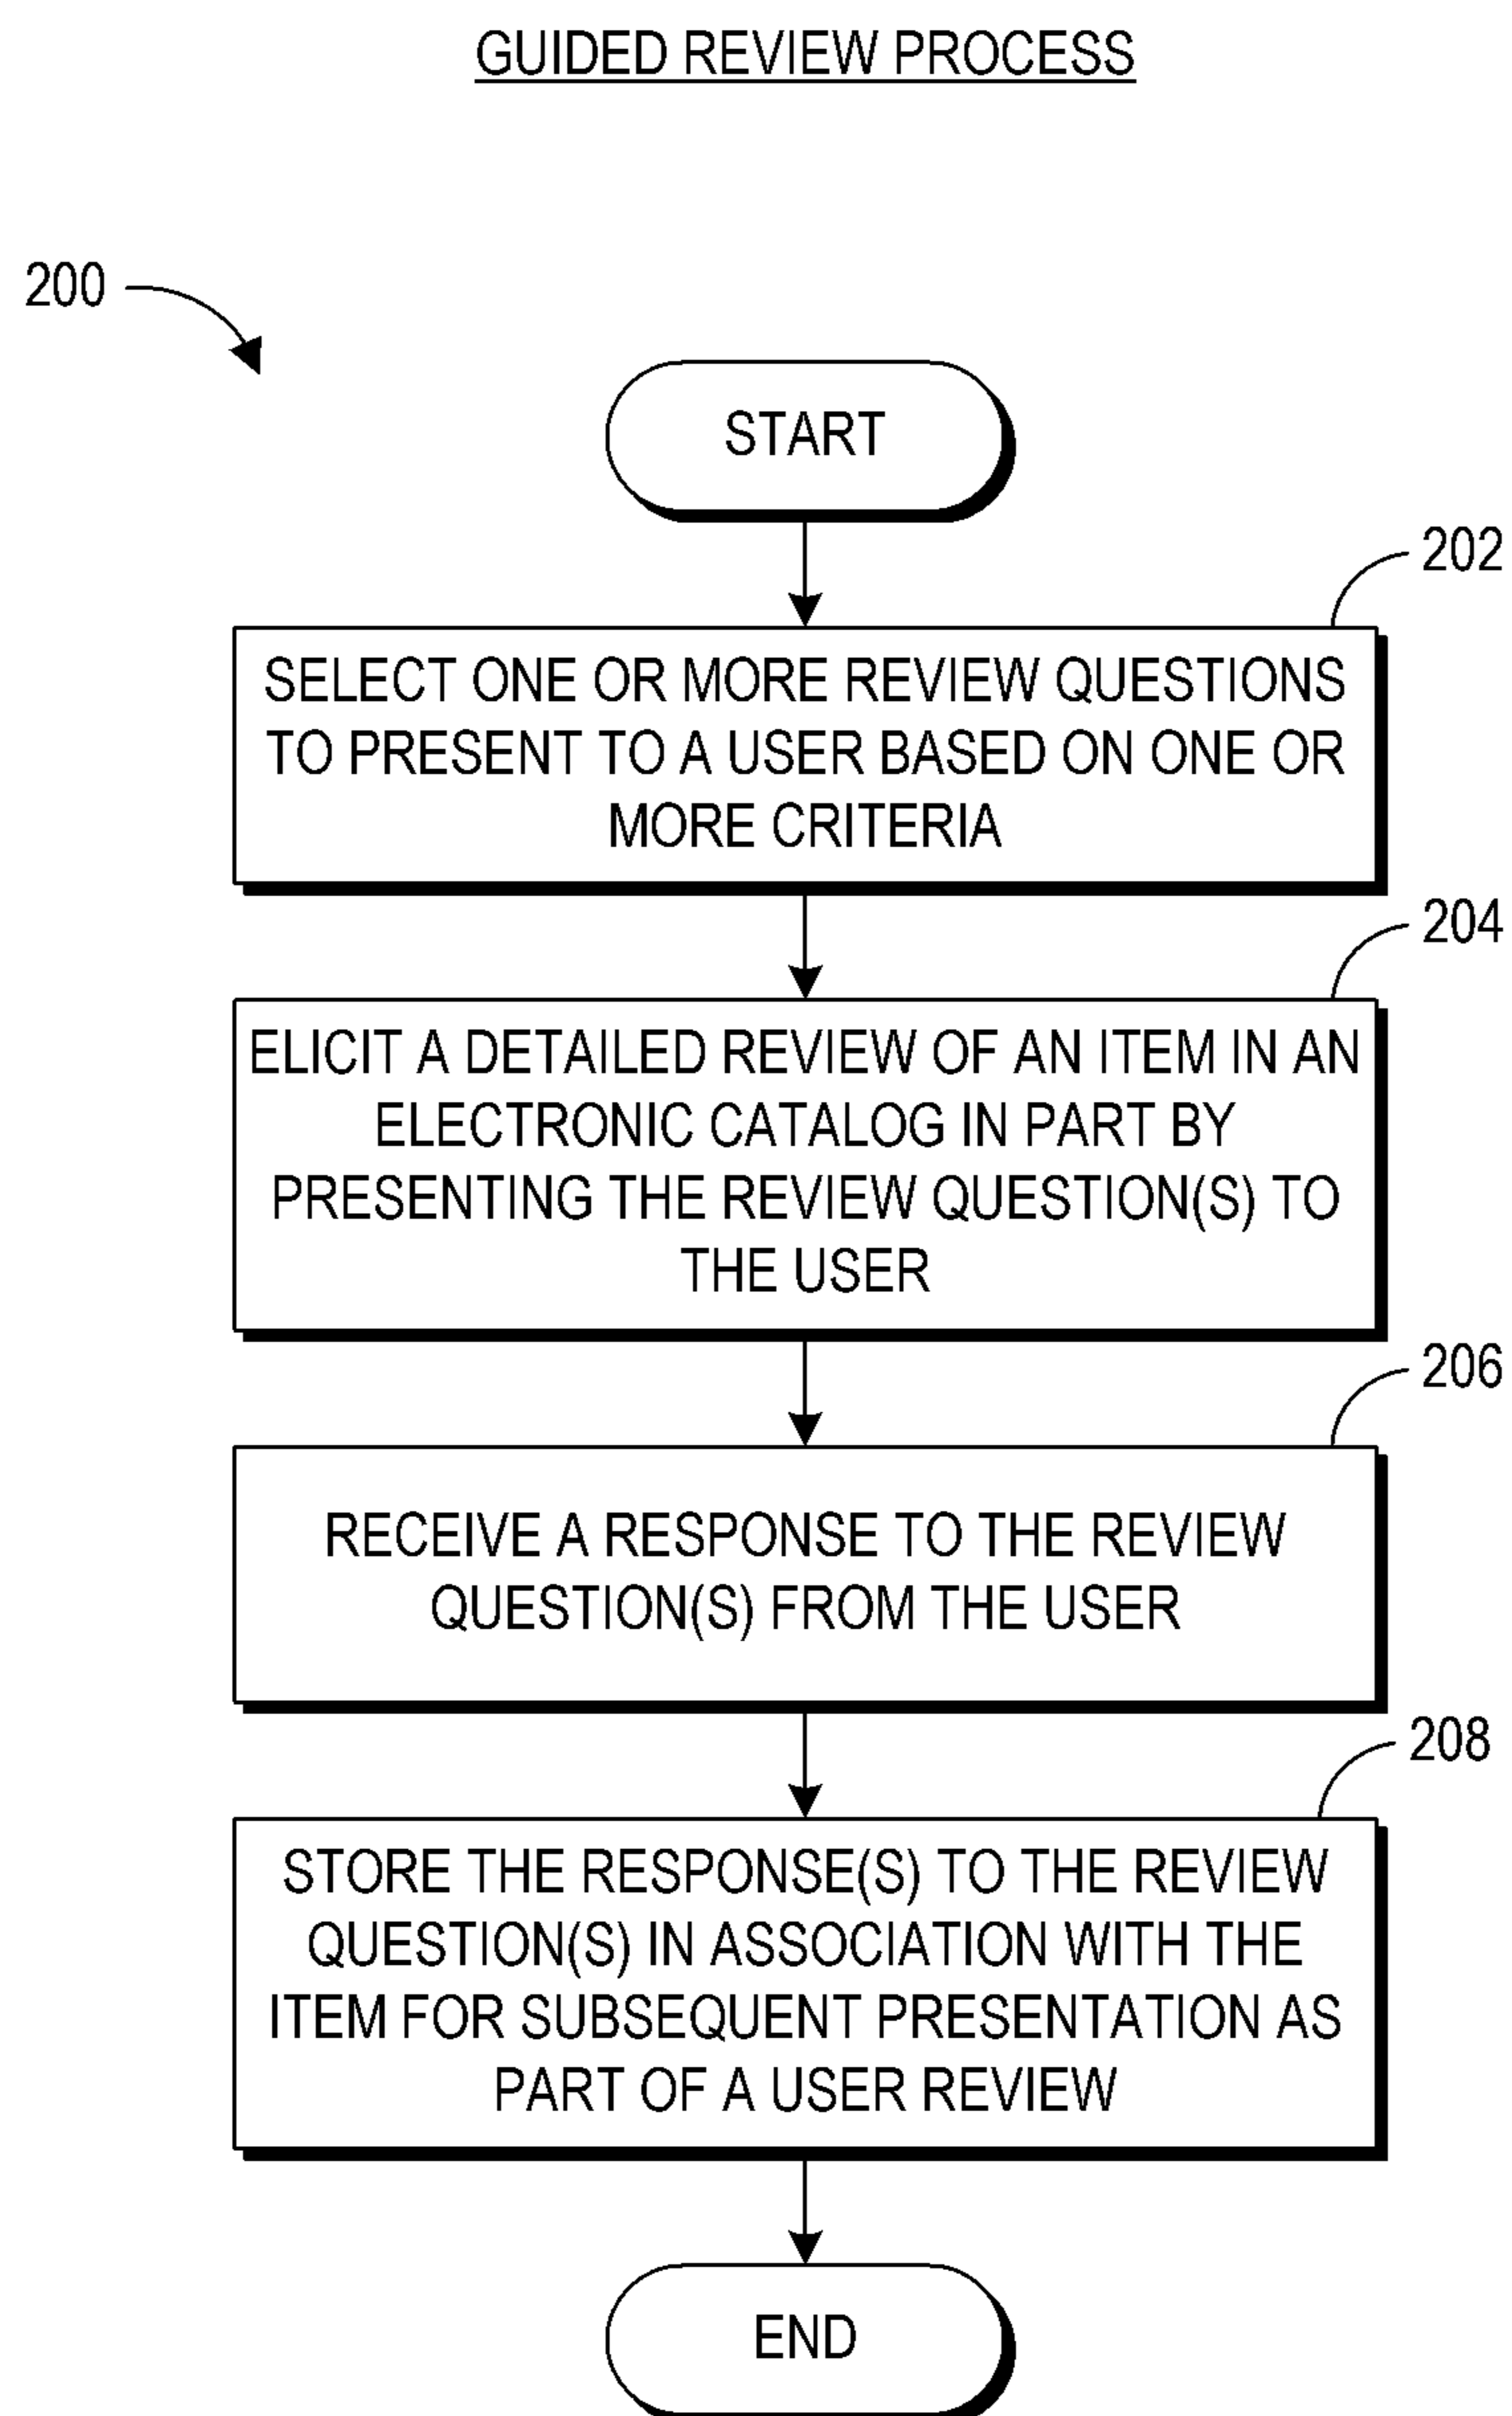 GUIDED REVIEW PROCESS
200
START
202
SELECT ONE OR MORE REVIEW QUESTIONS
TO PRESENT TO A USER BASED ON ONE OR
MORE CRITERIA
204
ELICIT A DETAILED REVIEW OF AN ITEM IN AN
ELECTRONIC CATALOG IN PART BY
PRESENTING THE REVIEW QUESTION(S) TO
THE USER
206
RECEIVE A RESPONSE TO THE REVIEW
QUESTION(S) FROM THE USER
208
STORE THE RESPONSE(S) TO THE REVIEW
QUESTION(S) IN ASSOCIATION WITH THE
ITEM FOR SUBSEQUENT PRESENTATION AS
PART OF A USER REVIEW
END